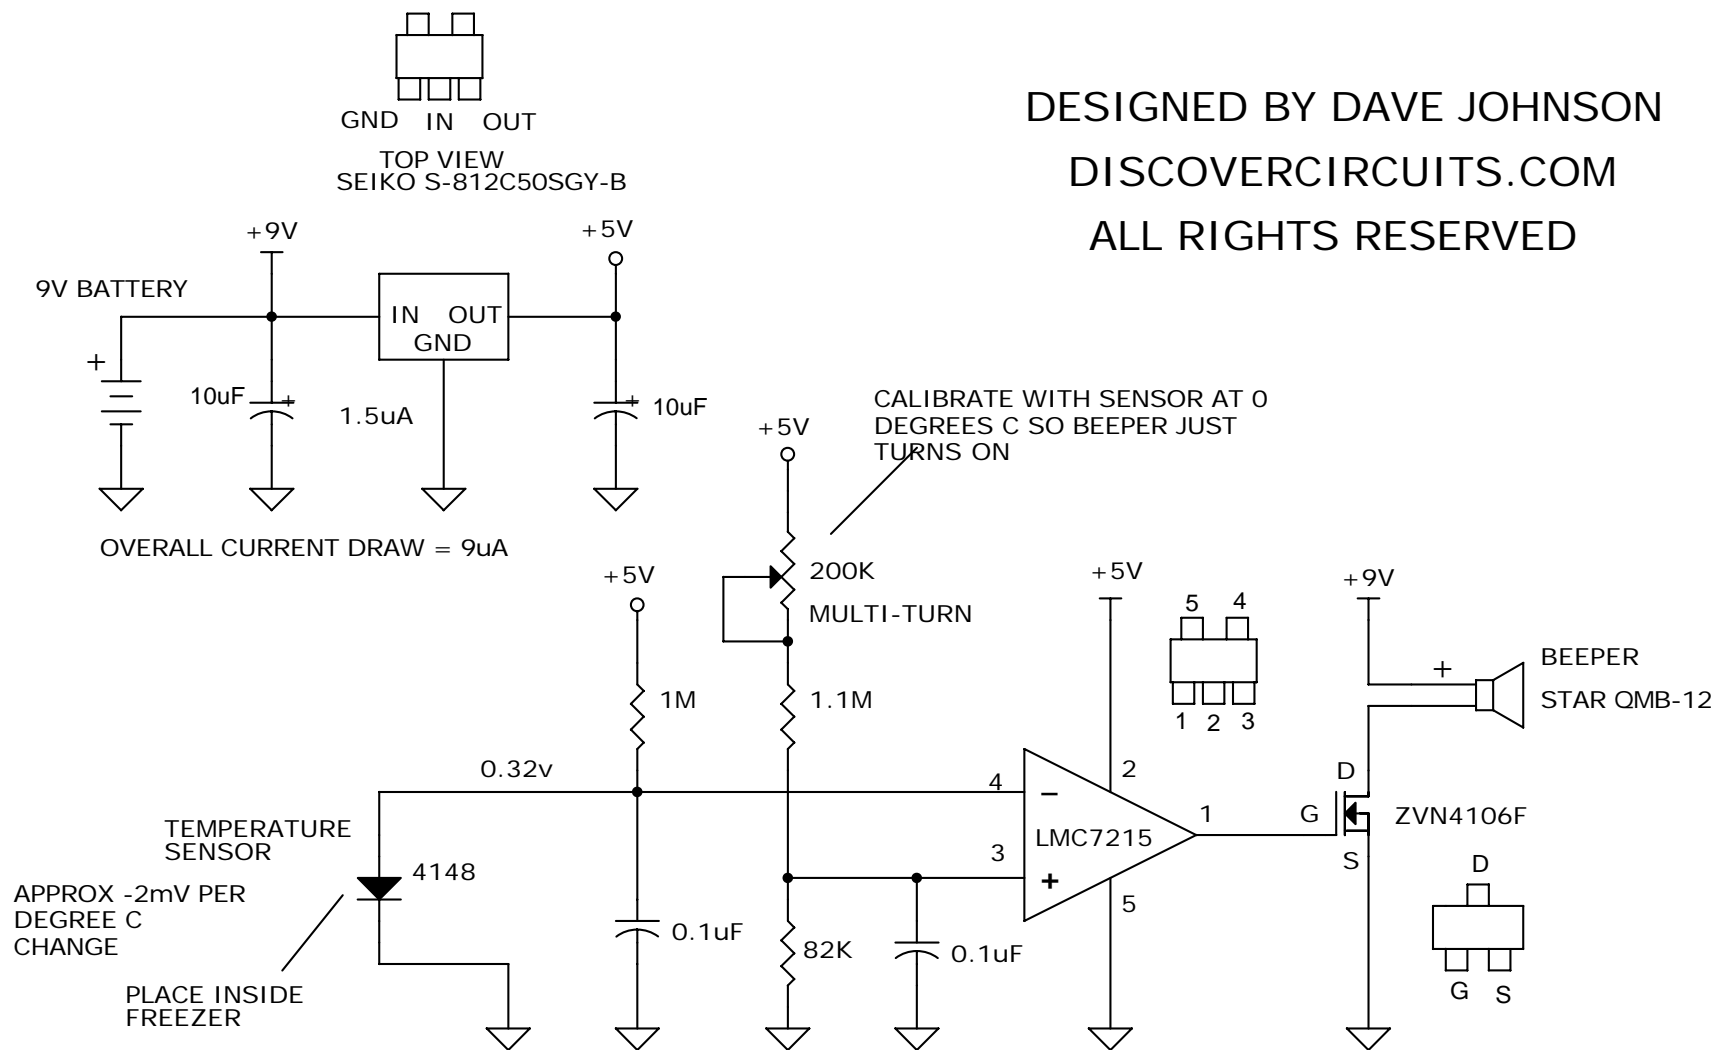 GND IN OUT
TOP VIEW
SEIKO S-812C50SGY-B
DESIGNED BY DAVE JOHNSON
DISCOVERCIRCUITS.COM
ALL RIGHTS RESERVED
+9V
+5V
9V BATTERY
IN OUT
GND
+
10uF
+
1.5uA
+
10uF
OVERALL CURRENT DRAW = 9uA
CALIBRATE WITH SENSOR AT 0
DEGREES C SO BEEPER JUST
TURNS ON
+5V
200K
MULTI-TURN
+5V
1M
1.1M
0.32v
+5V
5 4
1 2 3
+9V
+
BEEPER
STAR QMB-12
4
−
2
1
LMC7215
3
+
5
D
G
S
ZVN4106F
D
G S
TEMPERATURE
SENSOR
4148
APPROX -2mV PER
DEGREE C
CHANGE
PLACE INSIDE
FREEZER
0.1uF
82K
0.1uF